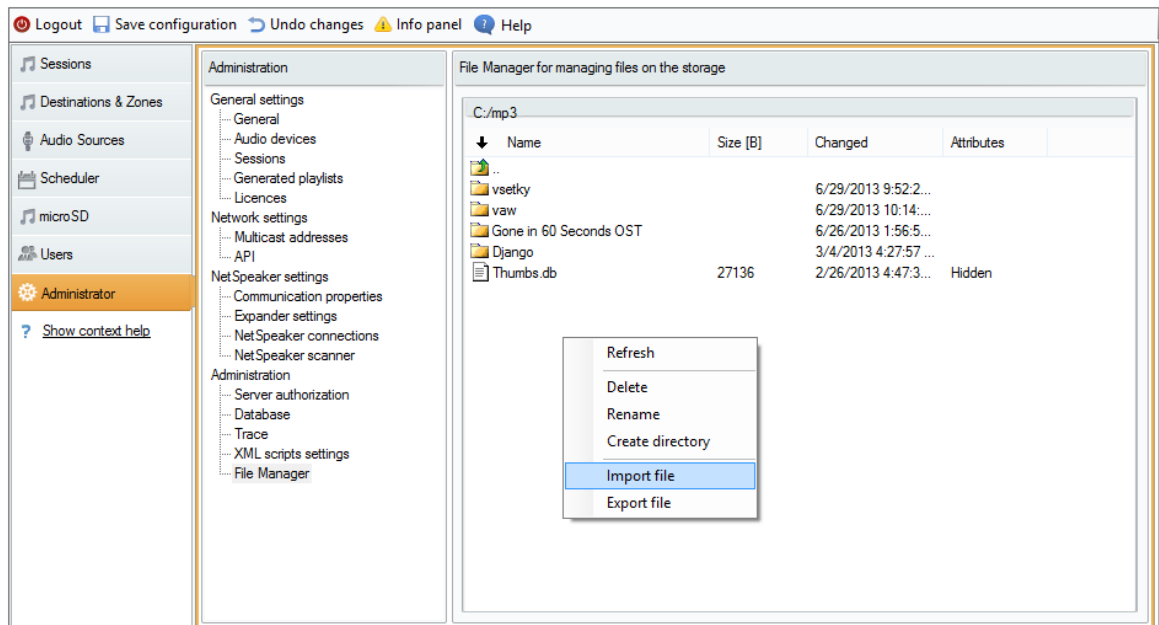 Logout Save configuration Undo changes Info panel Help
Sessions
Destinations & Zones
Audio Sources
Scheduler
microSD
Users
Administrator
? Show context help
Administration
General settings
General
Audio devices
Sessions
Generated playlists
Licences
Network settings
Multicast addresses
API
NetSpeaker settings
Communication properties
Expander settings
NetSpeaker connections
NetSpeaker scanner
Administration
Server authorization
Database
Trace
XML scripts settings
File Manager
File Manager for managing files on the storage
C:/mp3
Name Size [B] Changed Attributes
..
vsetky 6/29/2013 9:52:2...
vaw 6/29/2013 10:14:...
Gone in 60 Seconds OST 6/26/2013 1:56:5...
Django 3/4/2013 4:27:57 ...
Thumbs.db 27136 2/26/2013 4:47:3... Hidden
Refresh
Delete
Rename
Create directory
Import file
Export file